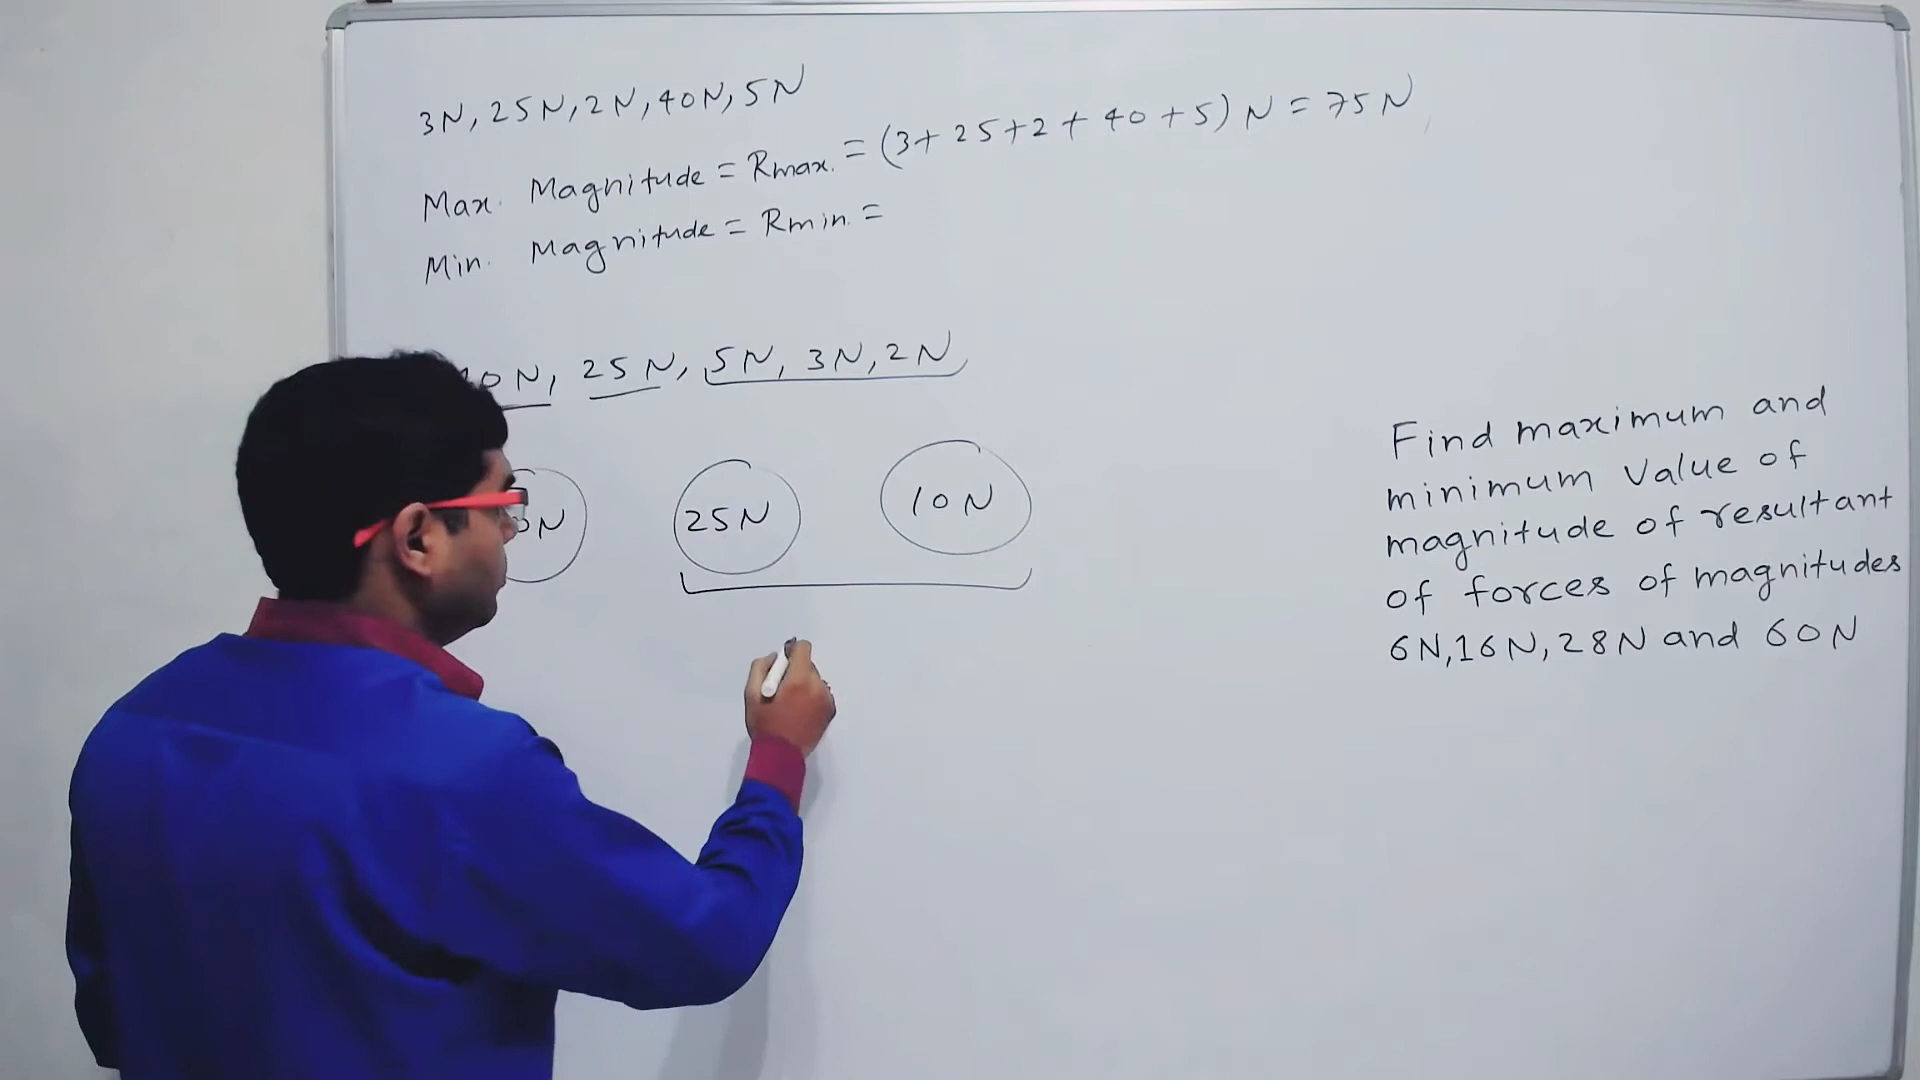 3N, 25N, 2N, 40N, 5N
Max. Magnitude = Rmax. = (3+25+2+40+5) N = 75N
Min. Magnitude = Rmin. =
0N, 25N, 5N, 3N, 2N
N 25N 10N
Find maximum and
minimum value of
magnitude of resultant
of forces of magnitudes
6N,16N,28N and 60N